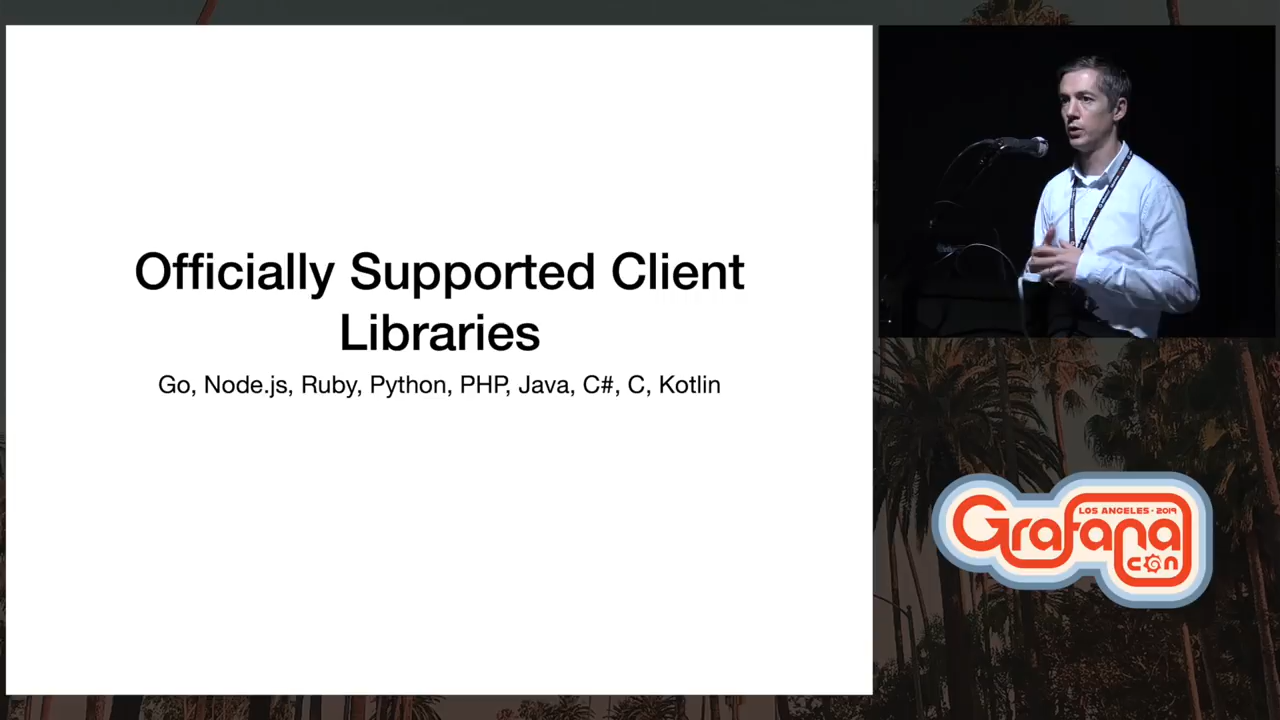 Officially Supported Client
Libraries
Go, Node.js, Ruby, Python, PHP, Java, C#, C, Kotlin
LOS ANGELES · 2019
Grafana
con